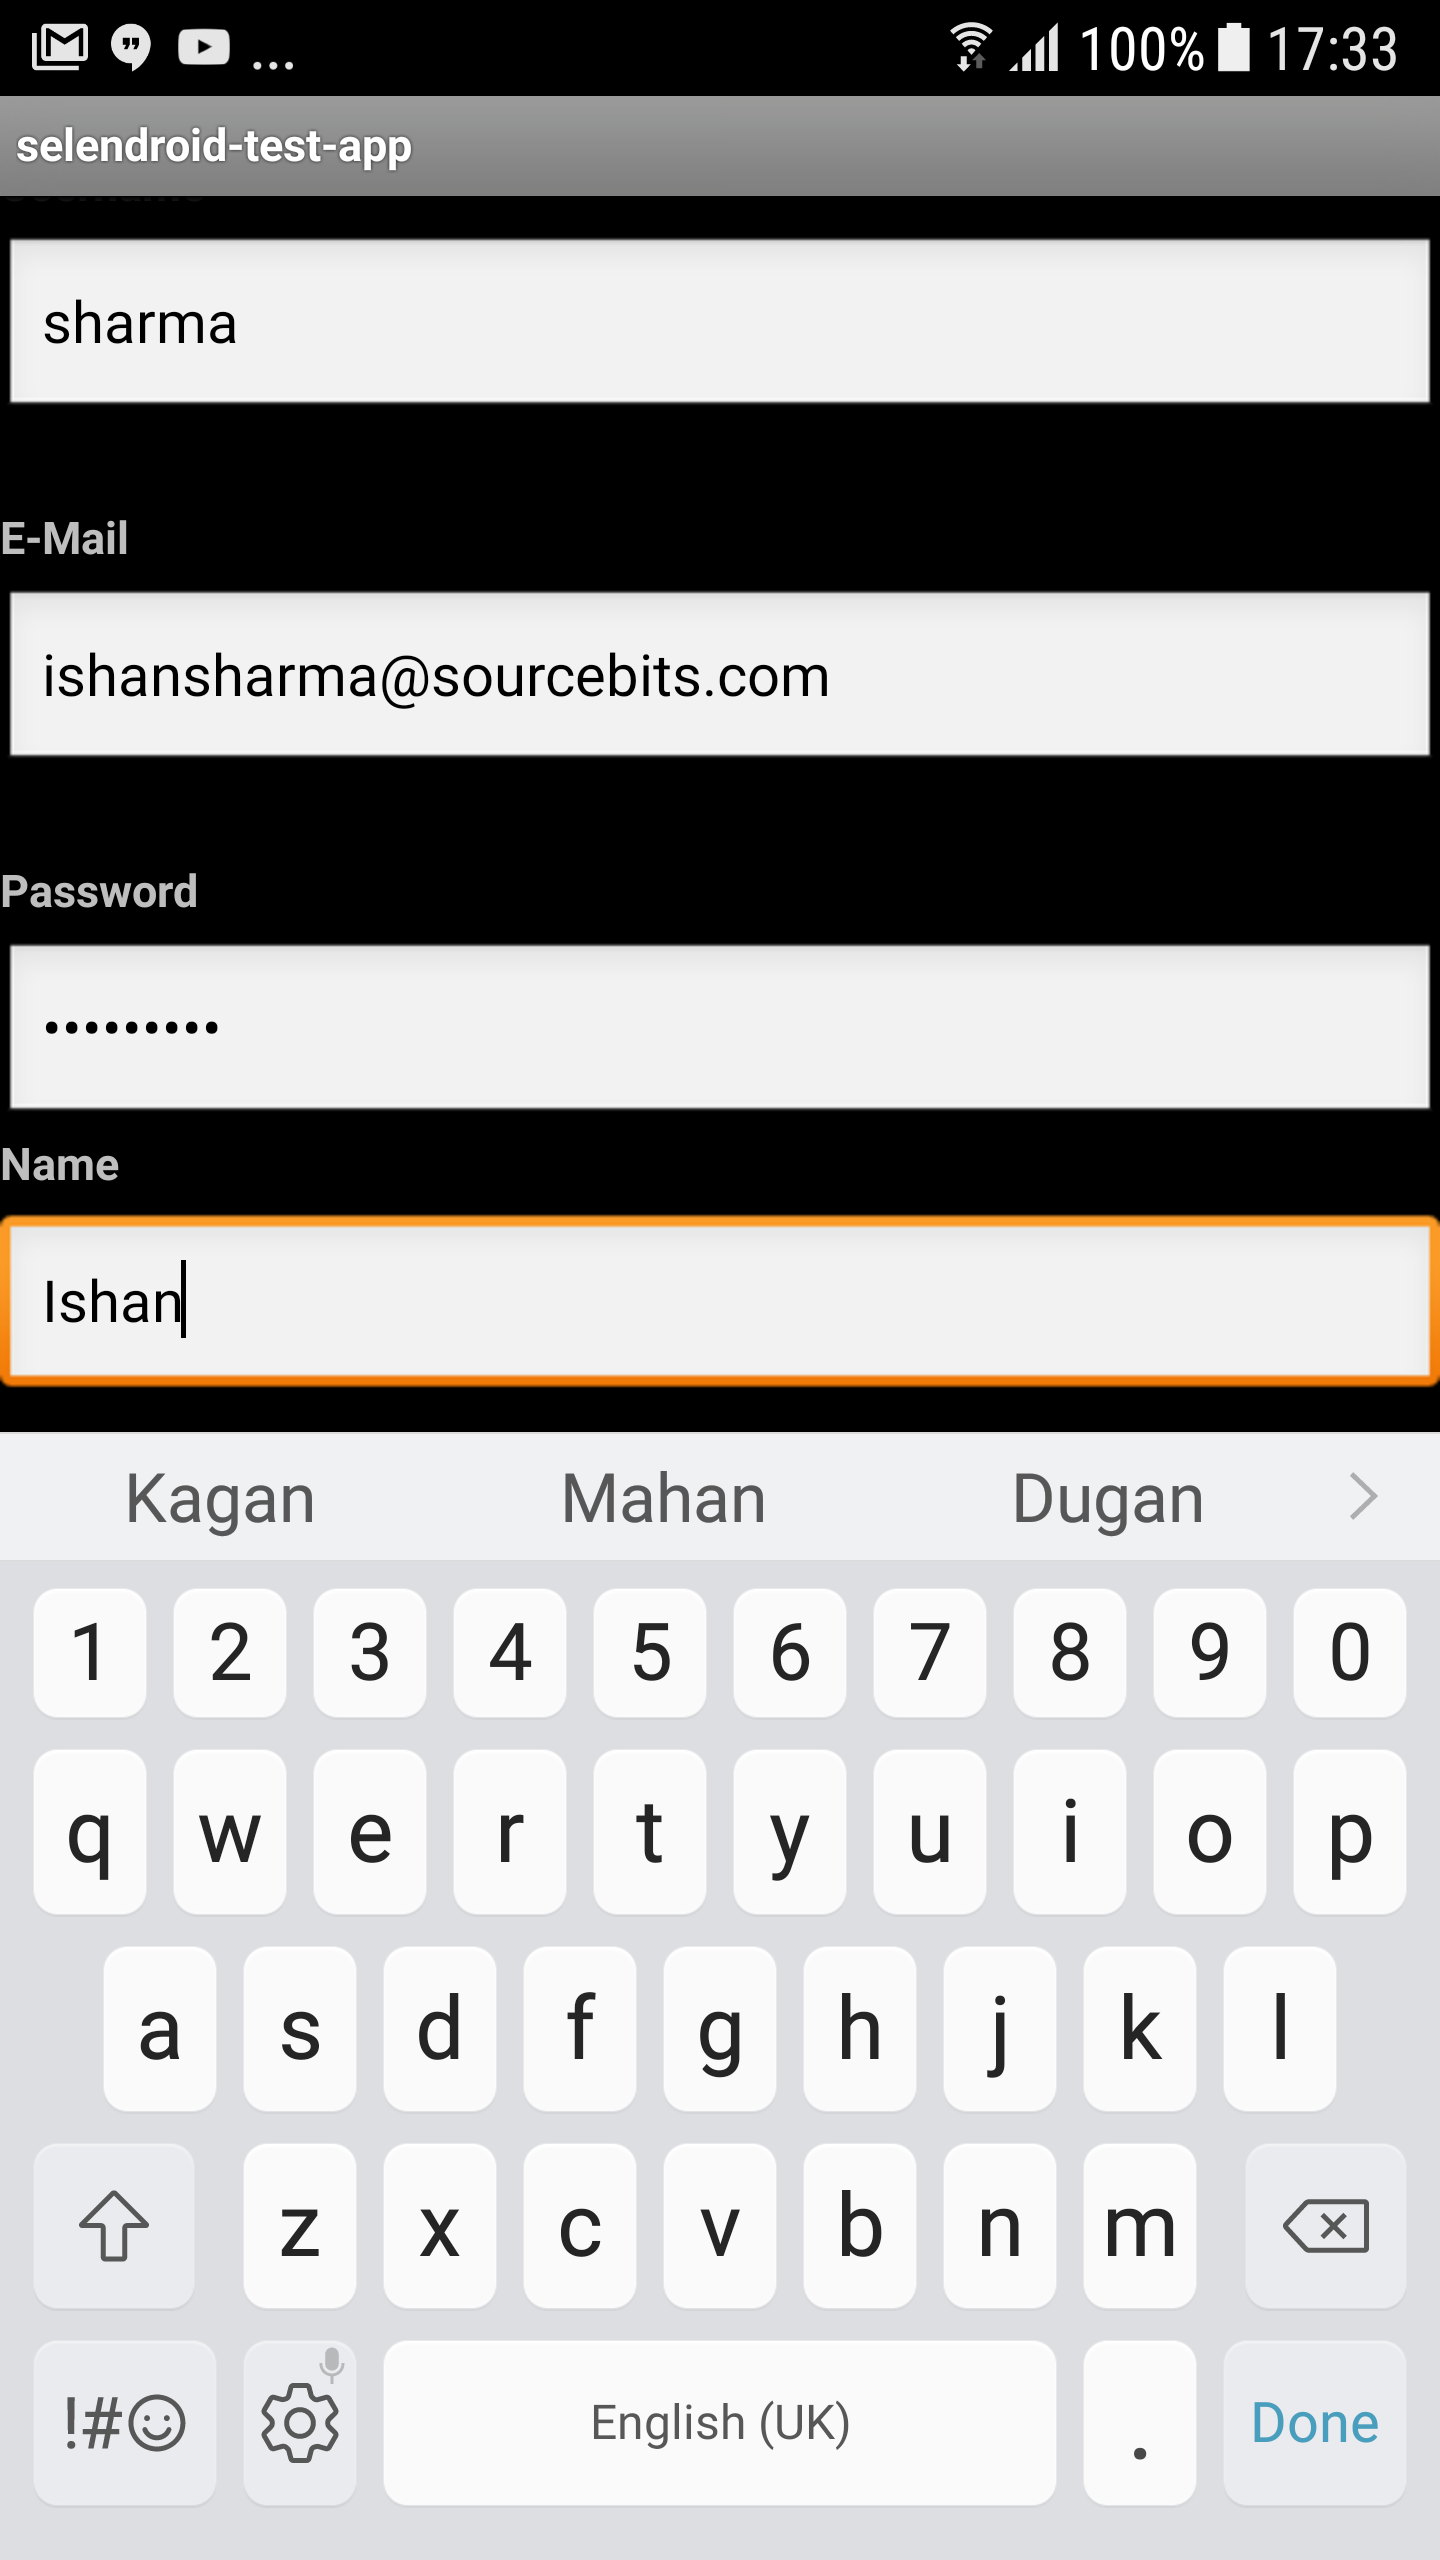 ... 100% 17:33
selendroid-test-app
sharma
E-Mail
ishansharma@sourcebits.com
Password
•••••••••
Name
Ishan
Kagan Mahan Dugan
1 2 3 4 5 6 7 8 9 0
q w e r t y u i o p
a s d f g h j k l
z x c v b n m
!#☺ English (UK) . Done